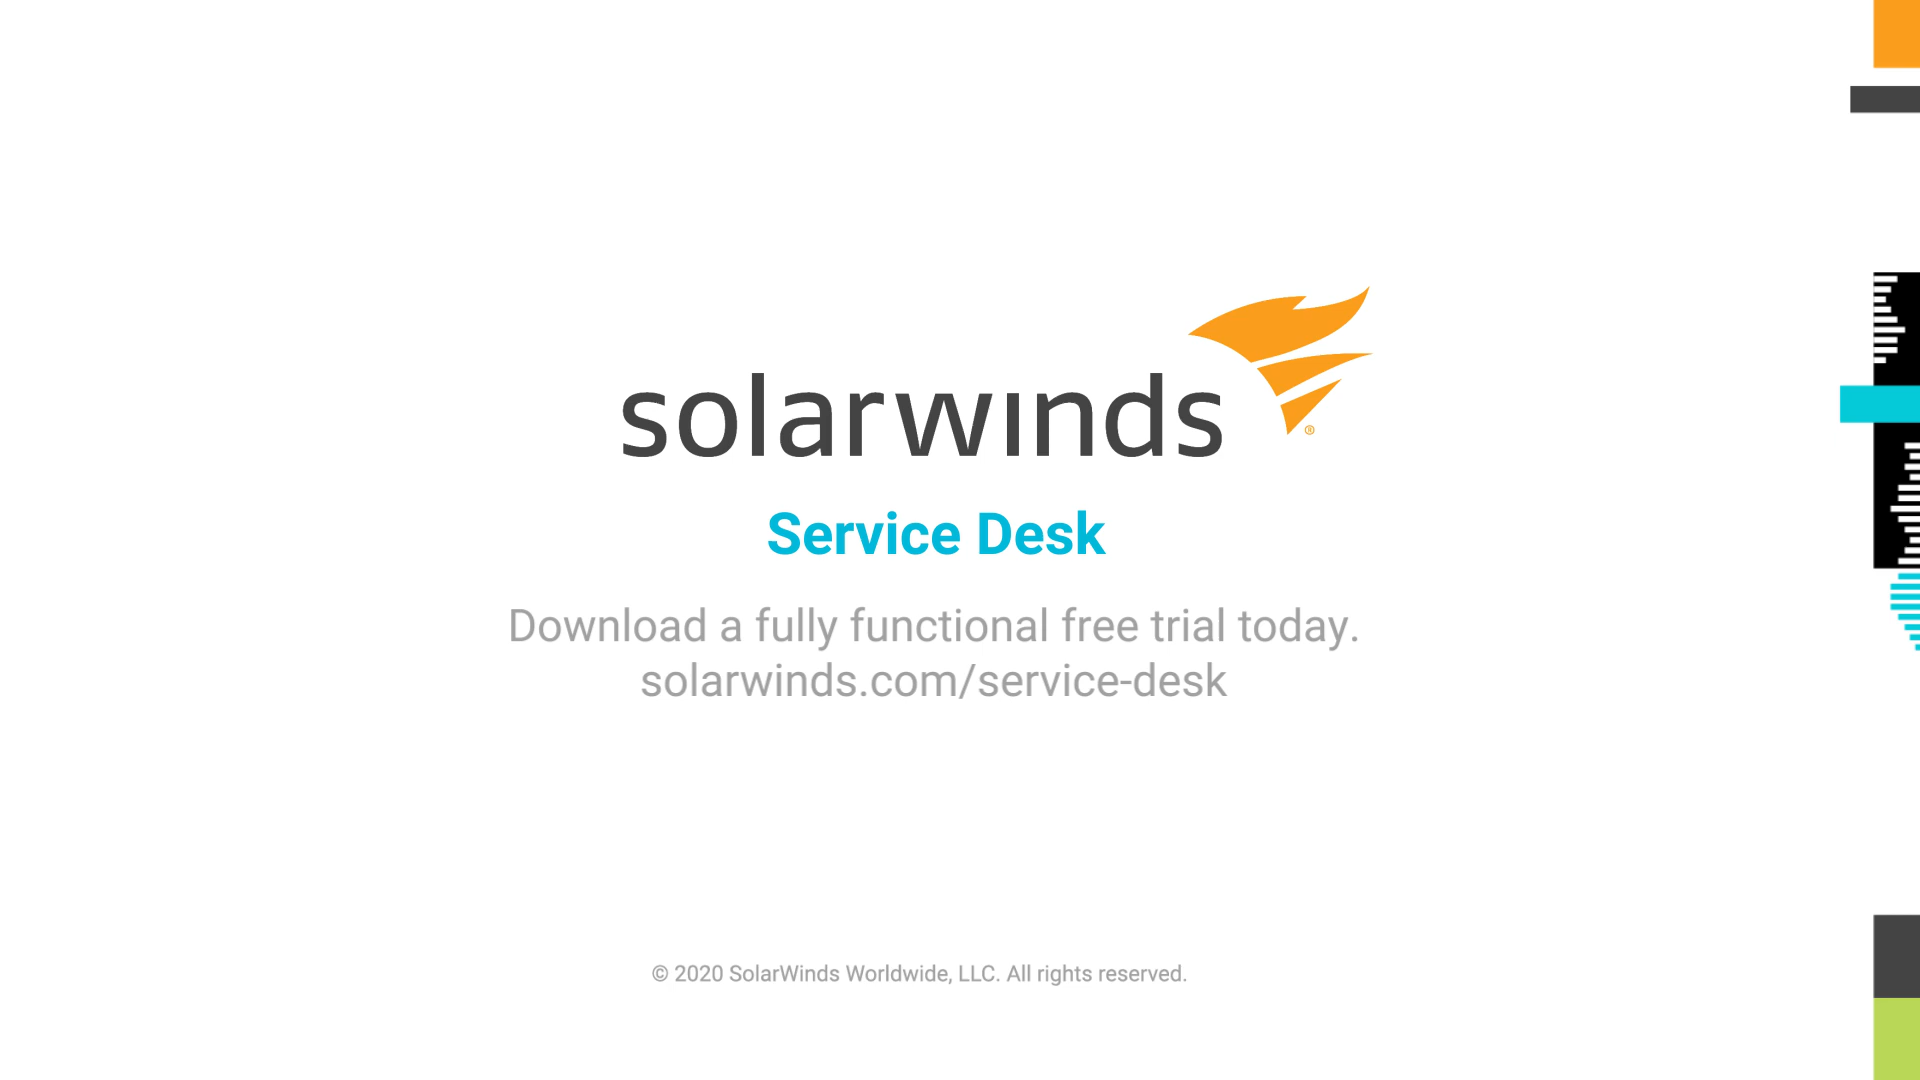 solarwinds®
Service Desk
Download a fully functional free trial today.
solarwinds.com/service-desk
© 2020 SolarWinds Worldwide, LLC. All rights reserved.